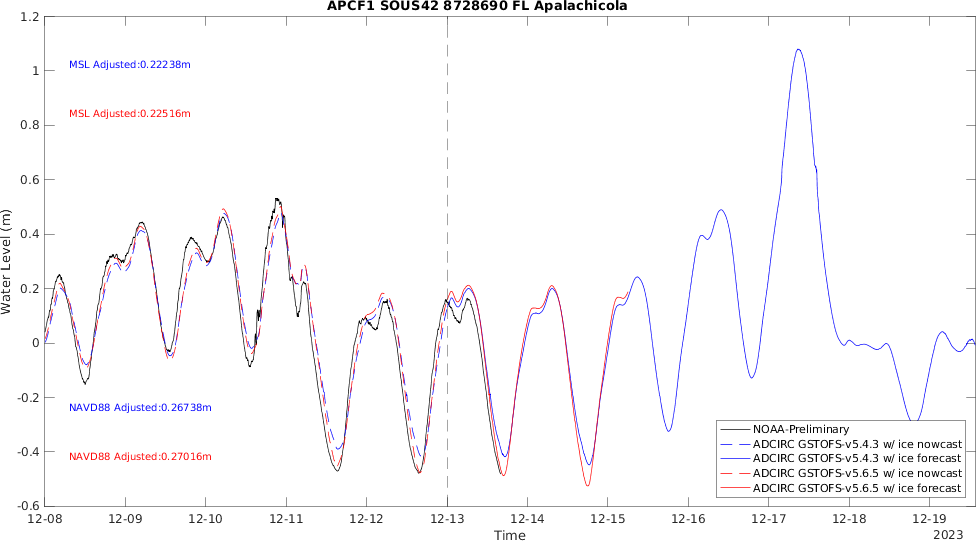 APCF1 SOUS42 8728690 FL Apalachicola
1.2
1
0.8
0.6
0.4
0.2
0
-0.2
-0.4
-0.6
Water Level (m)
MSL Adjusted:0.22238m
MSL Adjusted:0.22516m
NAVD88 Adjusted:0.26738m
NAVD88 Adjusted:0.27016m
NOAA-Preliminary
ADCIRC GSTOFS-v5.4.3 w/ ice nowcast
ADCIRC GSTOFS-v5.4.3 w/ ice forecast
ADCIRC GSTOFS-v5.6.5 w/ ice nowcast
ADCIRC GSTOFS-v5.6.5 w/ ice forecast
12-08 12-09 12-10 12-11 12-12 12-13 12-14 12-15 12-16 12-17 12-18 12-19
2023
Time